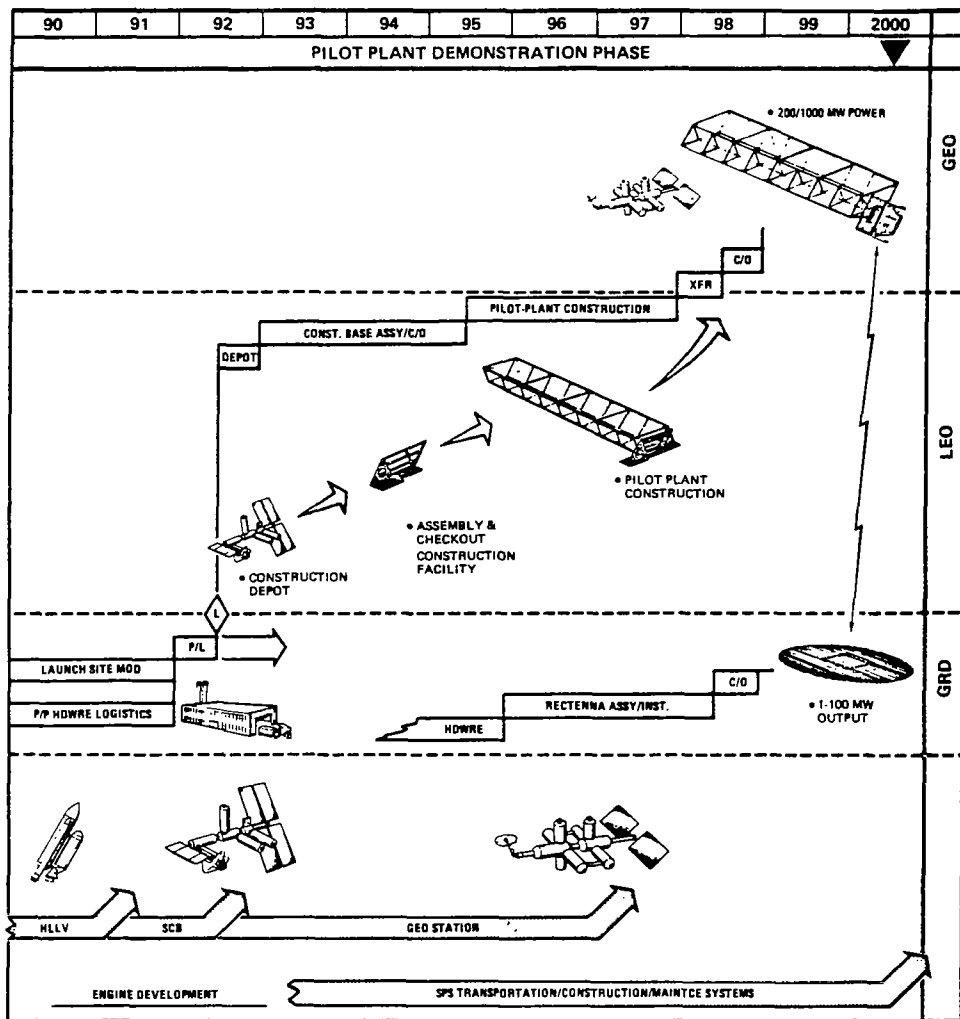 90 91 92 93 94 95 96 97 98 99 2000
PILOT PLANT DEMONSTRATION PHASE
• 200/1000 MW POWER
GEO
C/O
XFR
PILOT-PLANT CONSTRUCTION
CONST. BASE ASSY/C/O
DEPOT
LEO
• PILOT PLANT
CONSTRUCTION
• ASSEMBLY &
CHECKOUT
CONSTRUCTION
FACILITY
• CONSTRUCTION
DEPOT
L
P/L
LAUNCH SITE MOD
GRD
C/O
RECTENNA ASSY/INST.
P/P HDWRE LOGISTICS
HDWRE
• 1-100 MW
OUTPUT
HLLV
SCB
GEO STATION
ENGINE DEVELOPMENT
SPS TRANSPORTATION/CONSTRUCTION/MAINTCE SYSTEMS